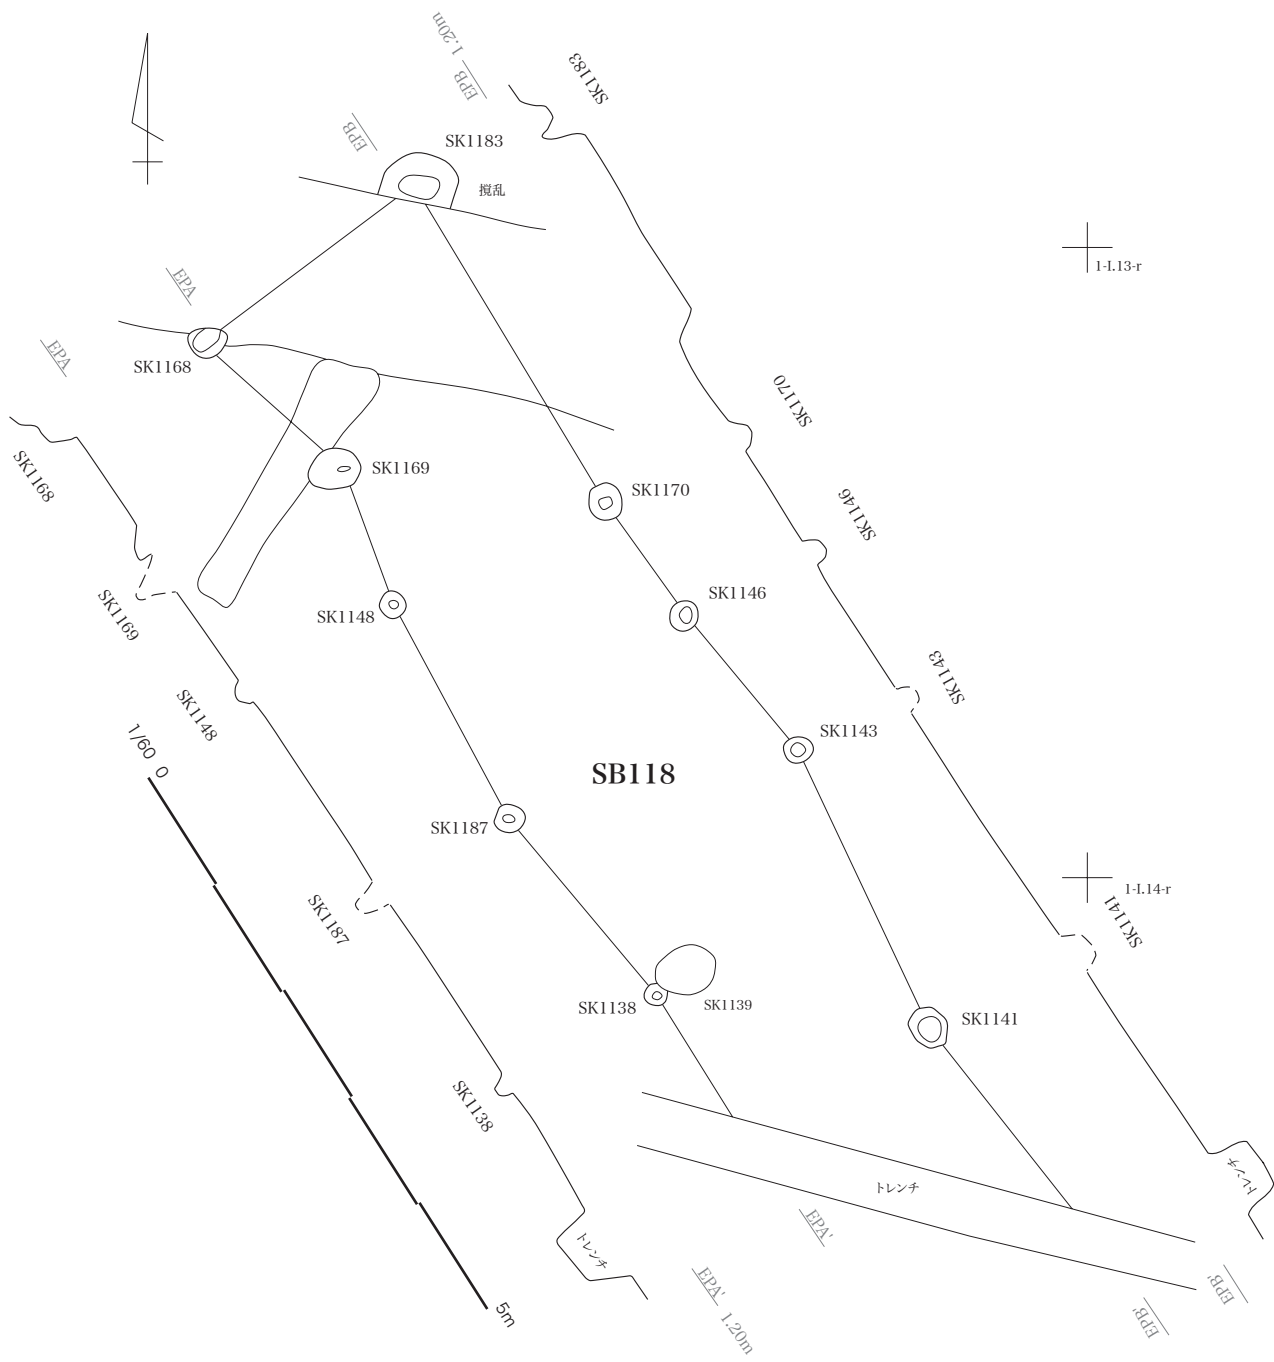 EPB 1.20m
SK1183
EPB
SK1183
撹乱
1-I.13-r
EPA
EPA
SK1168
SK1170
SK1168
SK1169
SK1170
SK1146
SK1169
SK1148
SK1146
SK1143
SK1148
SK1143
1/60 0
SB118
SK1187
SK1187
1-I.14-r
SK1141
SK1138
SK1139
SK1141
SK1138
トレンチ
トレンチ
EPA'
トレンチ
EPA' 1.20m
EPB'
EPB'
5m